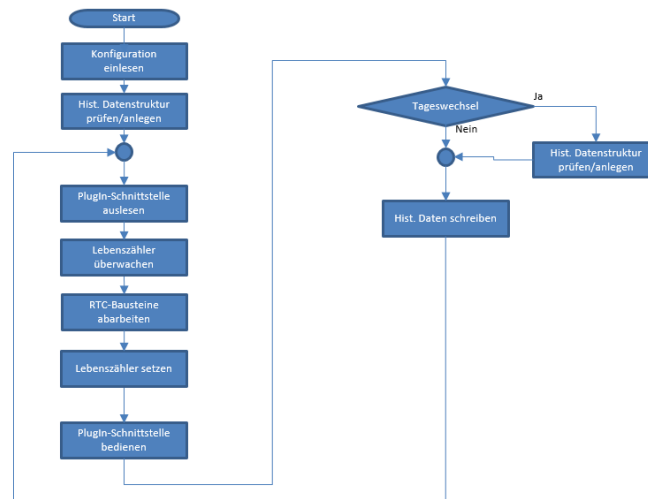 Start
Konfiguration
einlesen
Hist. Datenstruktur
prüfen/anlegen
PlugIn-Schnittstelle
auslesen
Lebenszähler
überwachen
RTC-Bausteine
abarbeiten
Lebenszähler setzen
PlugIn-Schnittstelle
bedienen
Tageswechsel
Ja
Nein
Hist. Datenstruktur
prüfen/anlegen
Hist. Daten schreiben